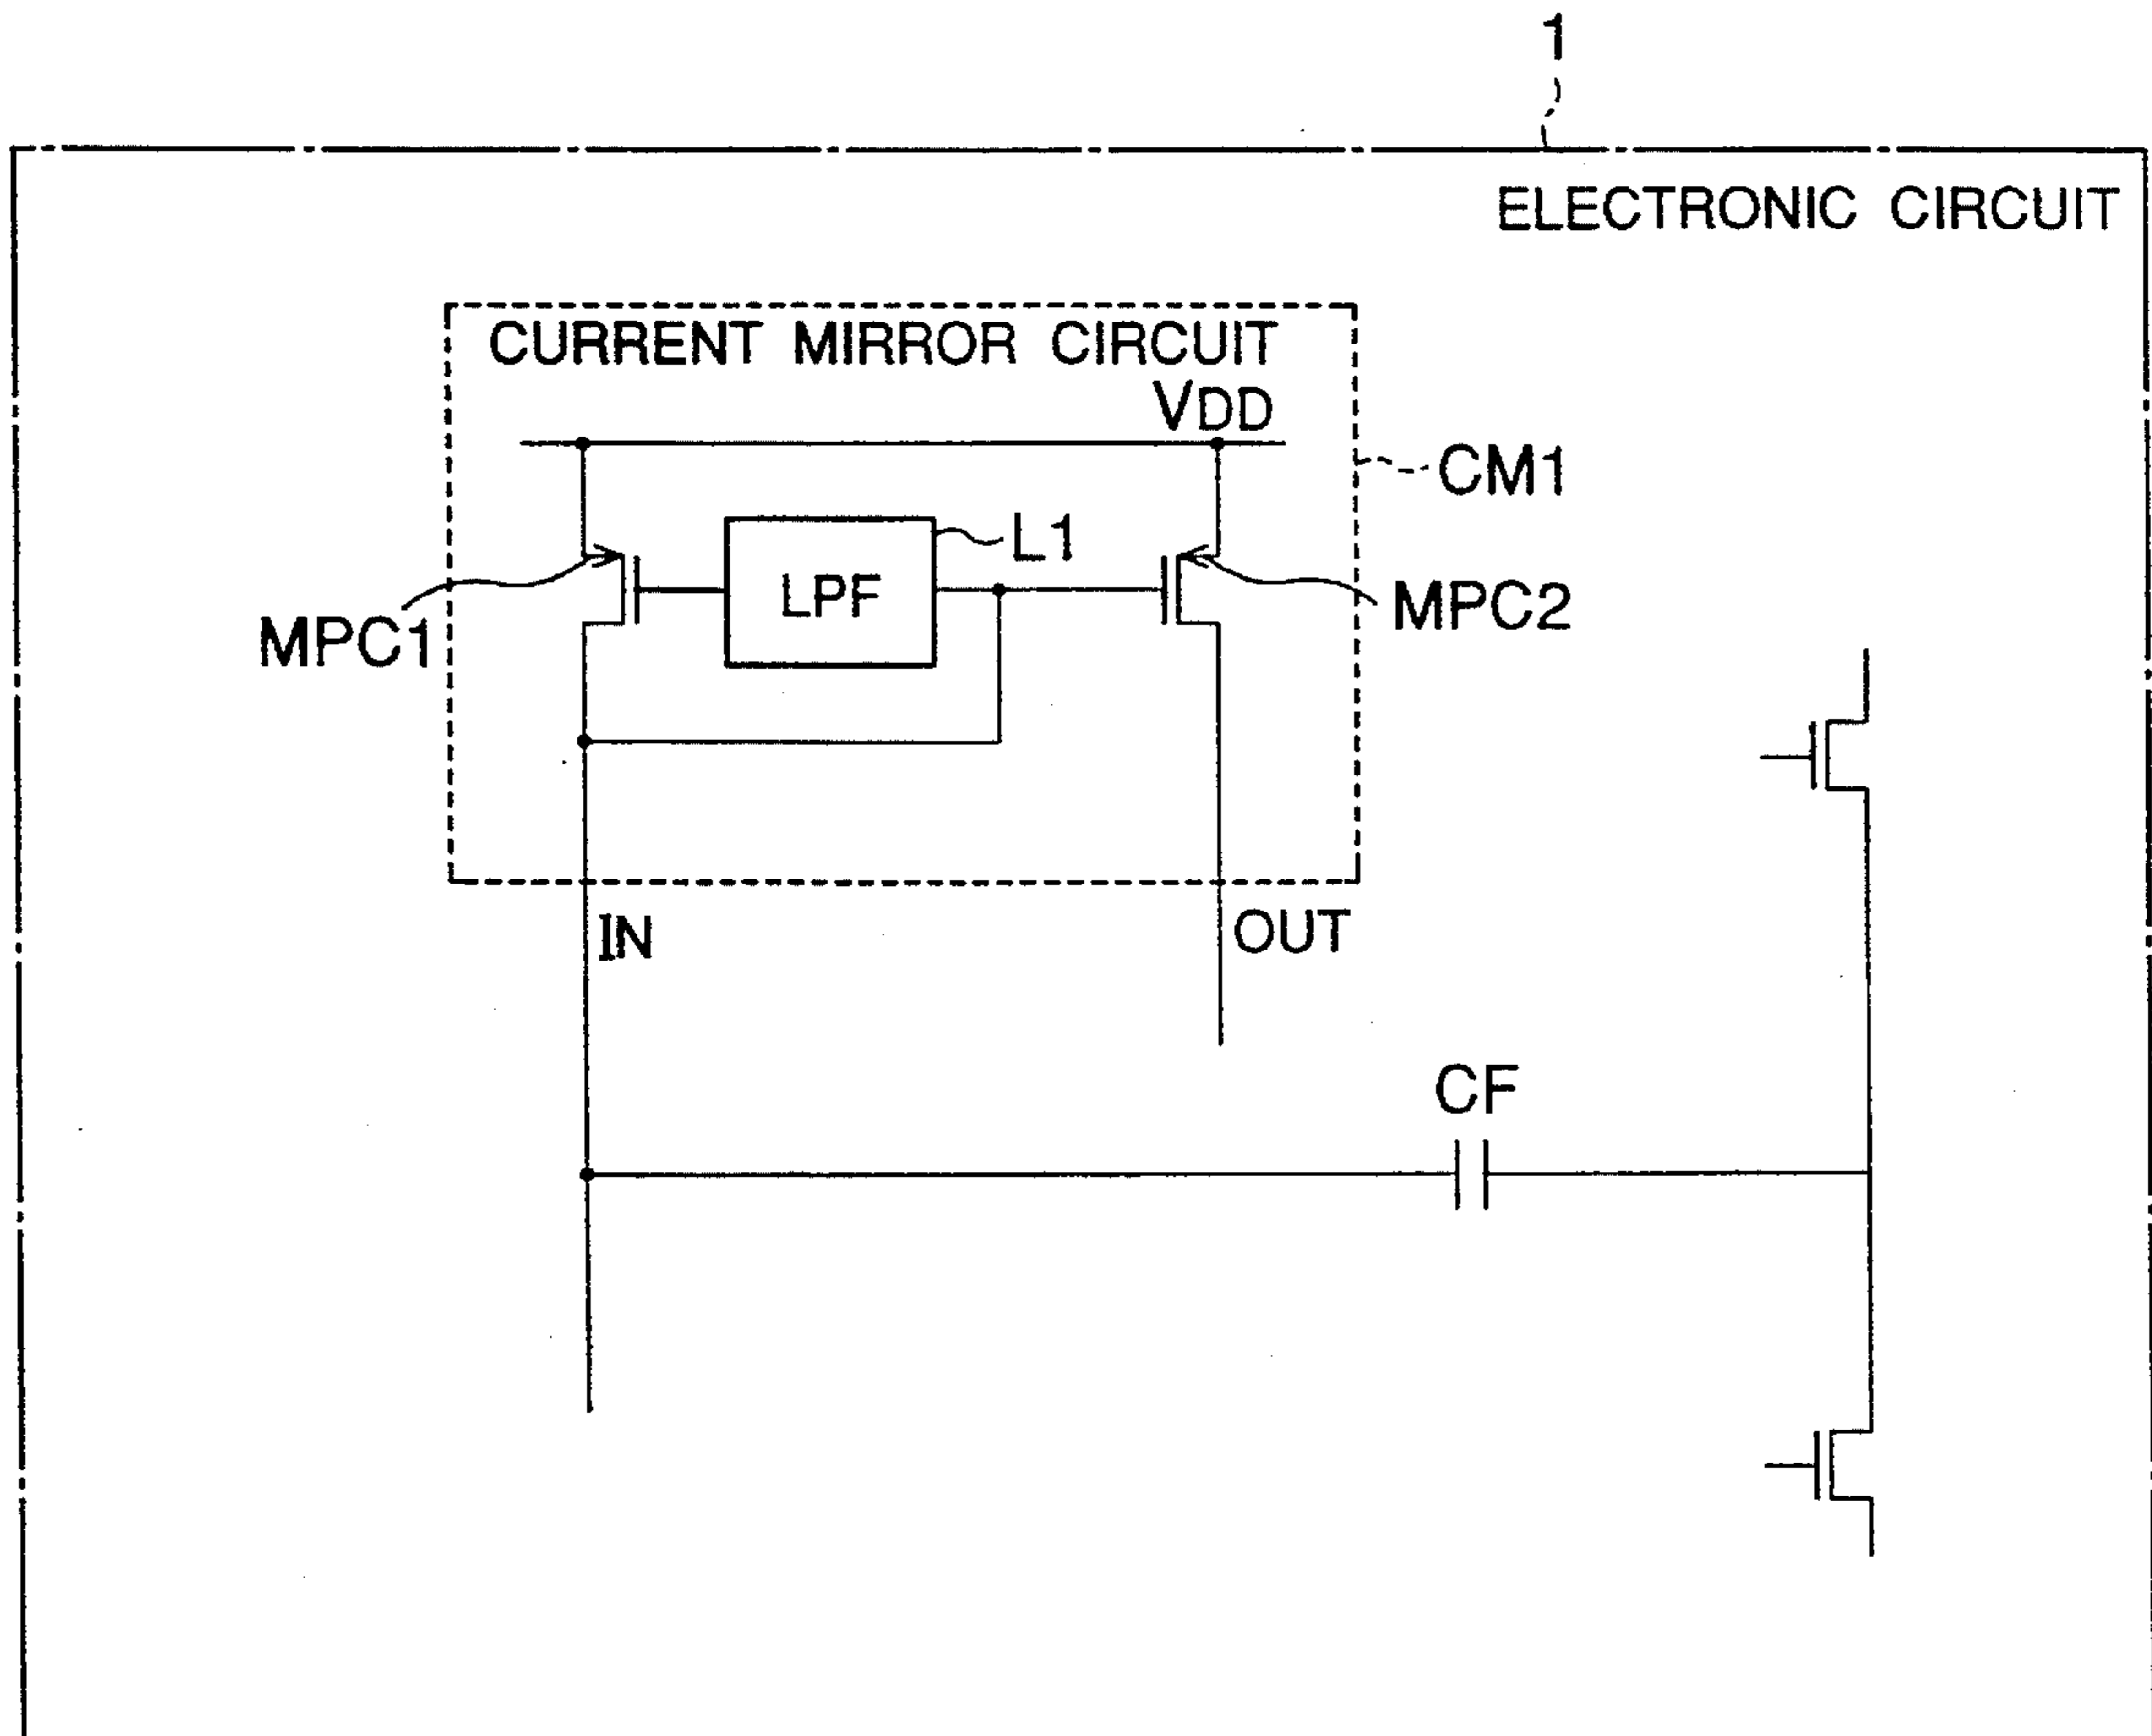 1
ELECTRONIC CIRCUIT
CURRENT MIRROR CIRCUIT
VDD
CM1
L1
LPF
MPC1
MPC2
IN
OUT
CF